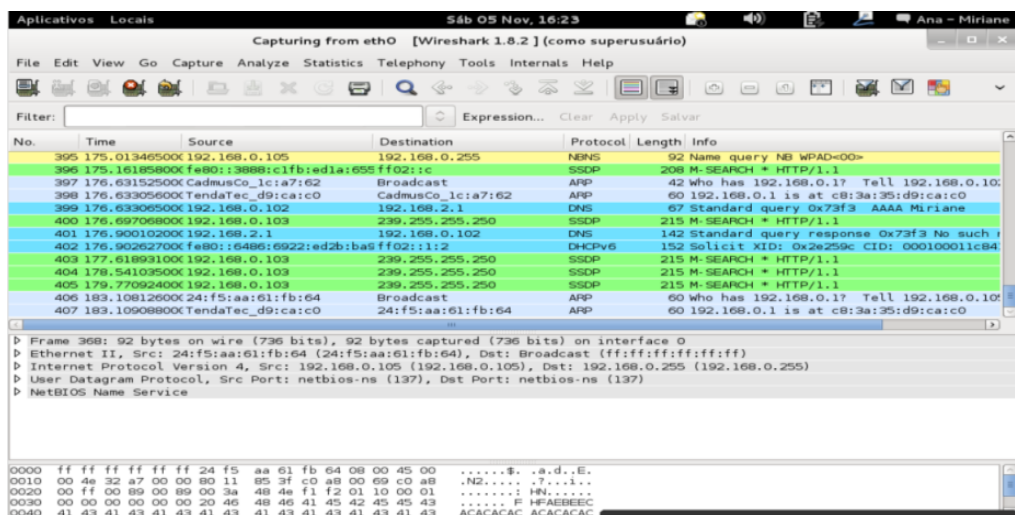 Aplicativos Locais Sáb 05 Nov, 16:23 Ana – Miriane
Capturing from eth0 [Wireshark 1.8.2 ] (como superusuário)
File Edit View Go Capture Analyze Statistics Telephony Tools Internals Help
Filter: Expression... Clear Apply Salvar
No. Time Source Destination Protocol Length Info
395 175.01346500( 192.168.0.105 192.168.0.255 NBNS 92 Name query NB WPAD<00>
396 175.16185800( fe80::3888:c1fb:ed1a:655 ff02::c SSDP 208 M-SEARCH * HTTP/1.1
397 176.63152500( CadmusCo_1c:a7:62 Broadcast ARP 42 Who has 192.168.0.1? Tell 192.168.0.10
398 176.63305600( TendaTec_d9:ca:c0 CadmusCo_1c:a7:62 ARP 60 192.168.0.1 is at c8:3a:35:d9:ca:c0
399 176.63306500( 192.168.0.102 192.168.2.1 DNS 67 Standard query 0x73f3 AAAA Miriane
400 176.69706800( 192.168.0.103 239.255.255.250 SSDP 215 M-SEARCH * HTTP/1.1
401 176.90010200( 192.168.2.1 192.168.0.102 DNS 142 Standard query response 0x73f3 No such
402 176.90262700( fe80::6486:6922:ed2b:ba9 ff02::1:2 DHCPv6 152 Solicit XID: 0x2e259c CID: 000100011c84
403 177.61893100( 192.168.0.103 239.255.255.250 SSDP 215 M-SEARCH * HTTP/1.1
404 178.54103500( 192.168.0.103 239.255.255.250 SSDP 215 M-SEARCH * HTTP/1.1
405 179.77092400( 192.168.0.103 239.255.255.250 SSDP 215 M-SEARCH * HTTP/1.1
406 183.10812600( 24:f5:aa:61:fb:64 Broadcast ARP 60 Who has 192.168.0.1? Tell 192.168.0.10
407 183.10908800( TendaTec_d9:ca:c0 24:f5:aa:61:fb:64 ARP 60 192.168.0.1 is at c8:3a:35:d9:ca:c0
Frame 368: 92 bytes on wire (736 bits), 92 bytes captured (736 bits) on interface 0
Ethernet II, Src: 24:f5:aa:61:fb:64 (24:f5:aa:61:fb:64), Dst: Broadcast (ff:ff:ff:ff:ff:ff)
Internet Protocol Version 4, Src: 192.168.0.105 (192.168.0.105), Dst: 192.168.0.255 (192.168.0.255)
User Datagram Protocol, Src Port: netbios-ns (137), Dst Port: netbios-ns (137)
NetBIOS Name Service
0000 ff ff ff ff ff ff 24 f5 aa 61 fb 64 08 00 45 00 ......$. .a.d..E.
0010 00 4e 32 a7 00 00 80 11 85 3f c0 a8 00 69 c0 a8 .N2..... .?...i..
0020 00 ff 00 89 00 89 00 3a 48 4e f1 f2 01 10 00 01 .......: HN......
0030 00 00 00 00 00 00 20 46 48 46 41 45 42 45 45 43 ...... F HFAEBEEC
0040 41 43 41 43 41 43 41 43 41 43 41 43 41 43 41 43 ACACACAC ACACACAC